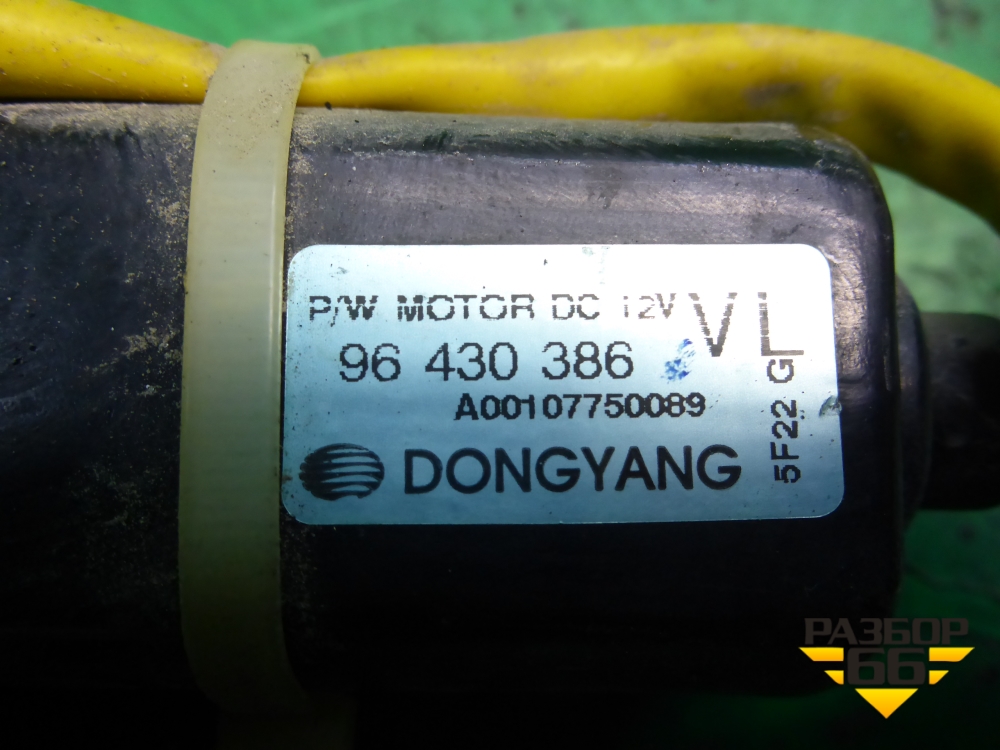 P/W MOTOR DC 12V
VL
96 430 386
A00107750089
DONGYANG
5F22 G
РАЗБОР
66